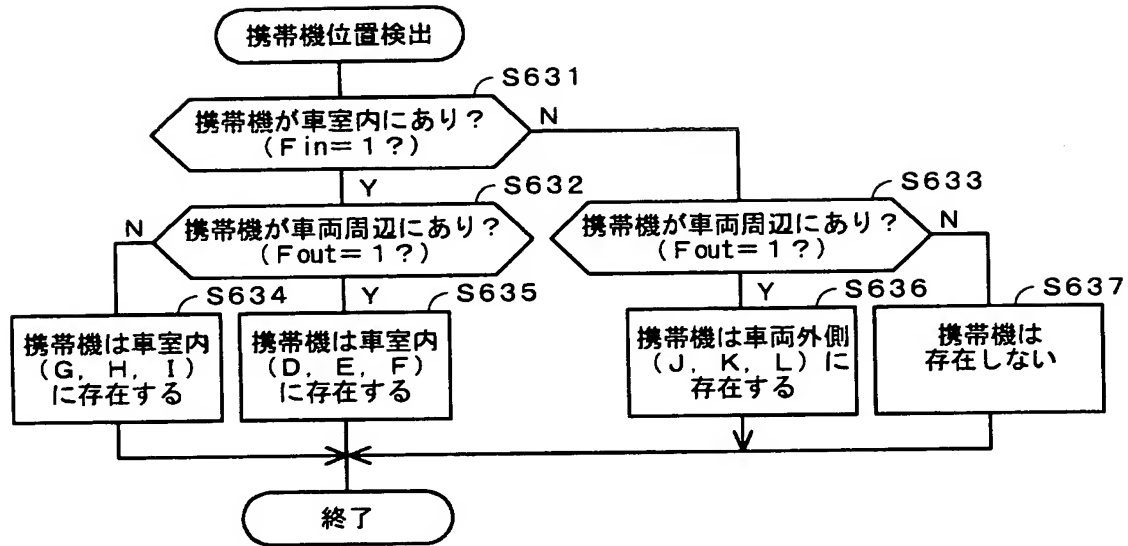 携帯機位置検出
S631
携帯機が車室内にあり？
(Fin=1?)
N
Y
S632
携帯機が車両周辺にあり？
(Fout=1?)
N
Y
S633
携帯機が車両周辺にあり？
(Fout=1?)
N
Y
S634
携帯機は車室内
(G, H, I)
に存在する
S635
携帯機は車室内
(D, E, F)
に存在する
S636
携帯機は車両外側
(J, K, L)に
存在する
S637
携帯機は
存在しない
終了